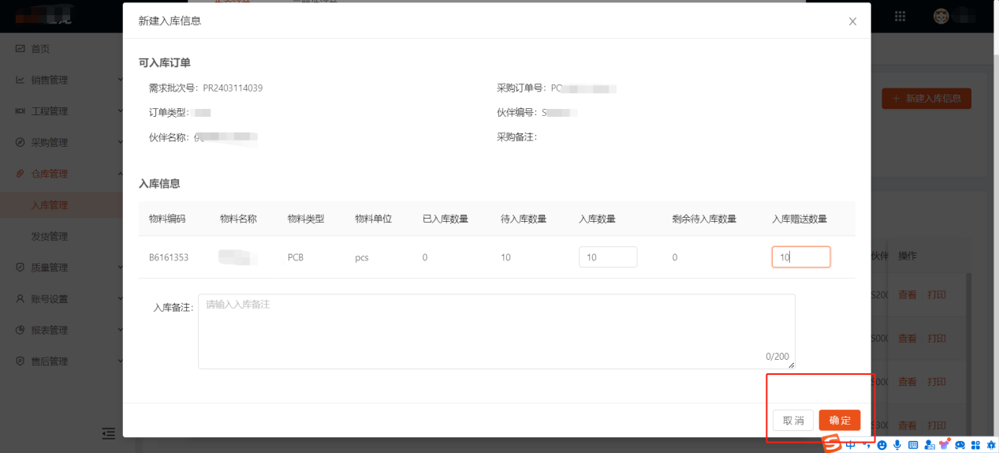 新建入库信息
首页
销售管理
工程管理
采购管理
仓库管理
入库管理
发货管理
质量管理
账号设置
报表管理
售后管理
可入库订单
需求批次号: PR2403114039
采购订单号: PO
订单类型:
伙伴编号: S
伙伴名称:
采购备注:
+ 新建入库信息
入库信息
物料编码 物料名称 物料类型 物料单位 已入库数量 待入库数量 入库数量 剩余待入库数量 入库赠送数量
B6161353 PCB pcs 0 10 10 0 10
入库备注: 请输入入库备注
0/200
取消 确定
伙伴 操作
S200 查看 打印
S000 查看 打印
S000 查看 打印
S300 查看 打印
中